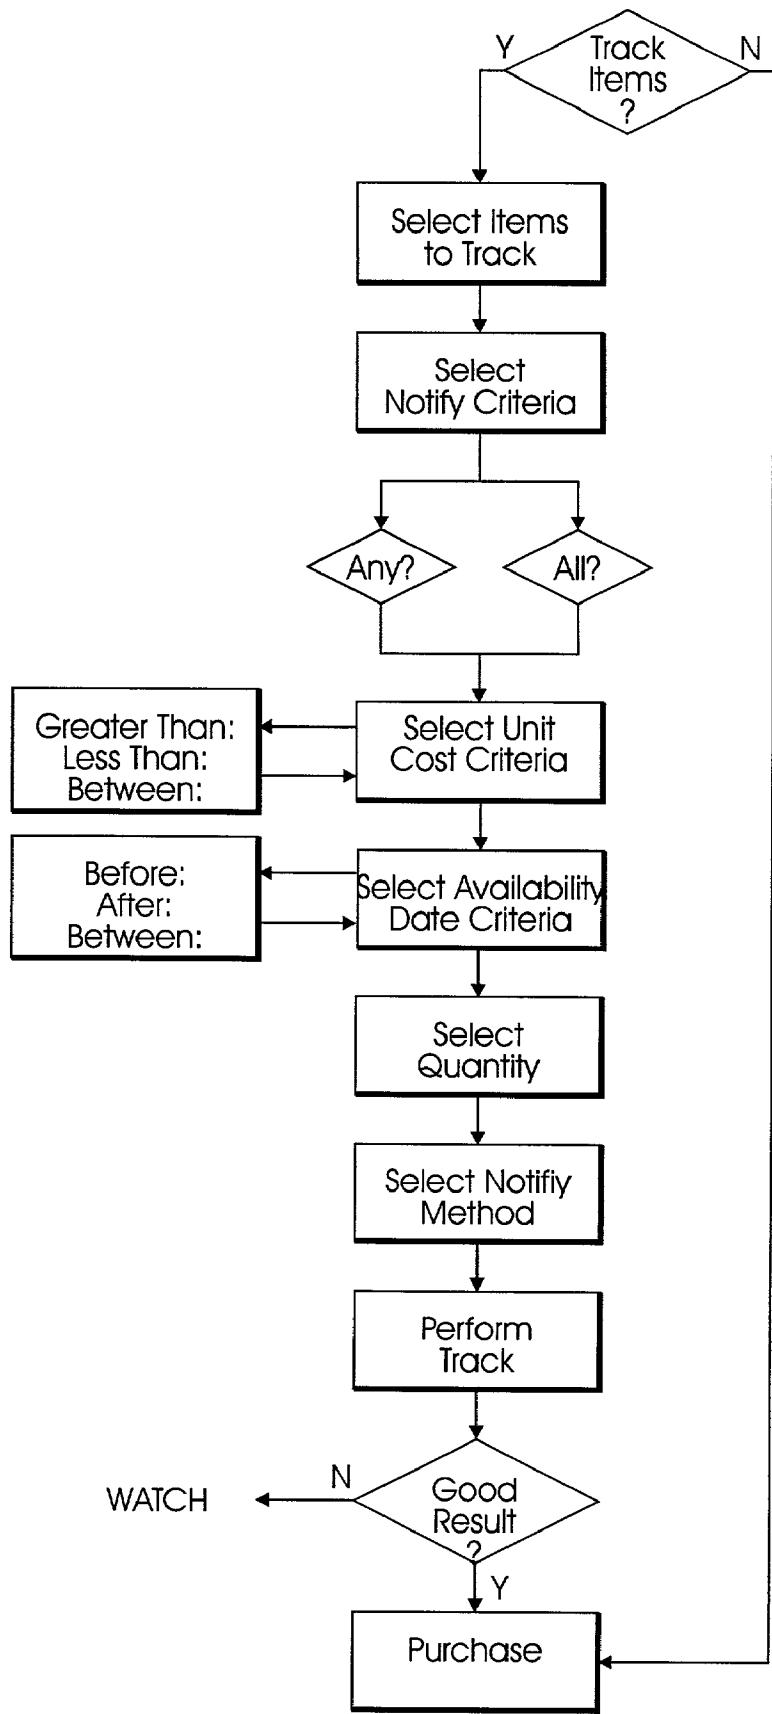 Y
Track
Items
?
N
Select Items
to Track
Select
Notify Criteria
Any?
All?
Greater Than:
Less Than:
Between:
Select Unit
Cost Criteria
Before:
After:
Between:
Select Availability
Date Criteria
Select
Quantity
Select Notifiy
Method
Perform
Track
WATCH
N
Good
Result
?
Y
Purchase